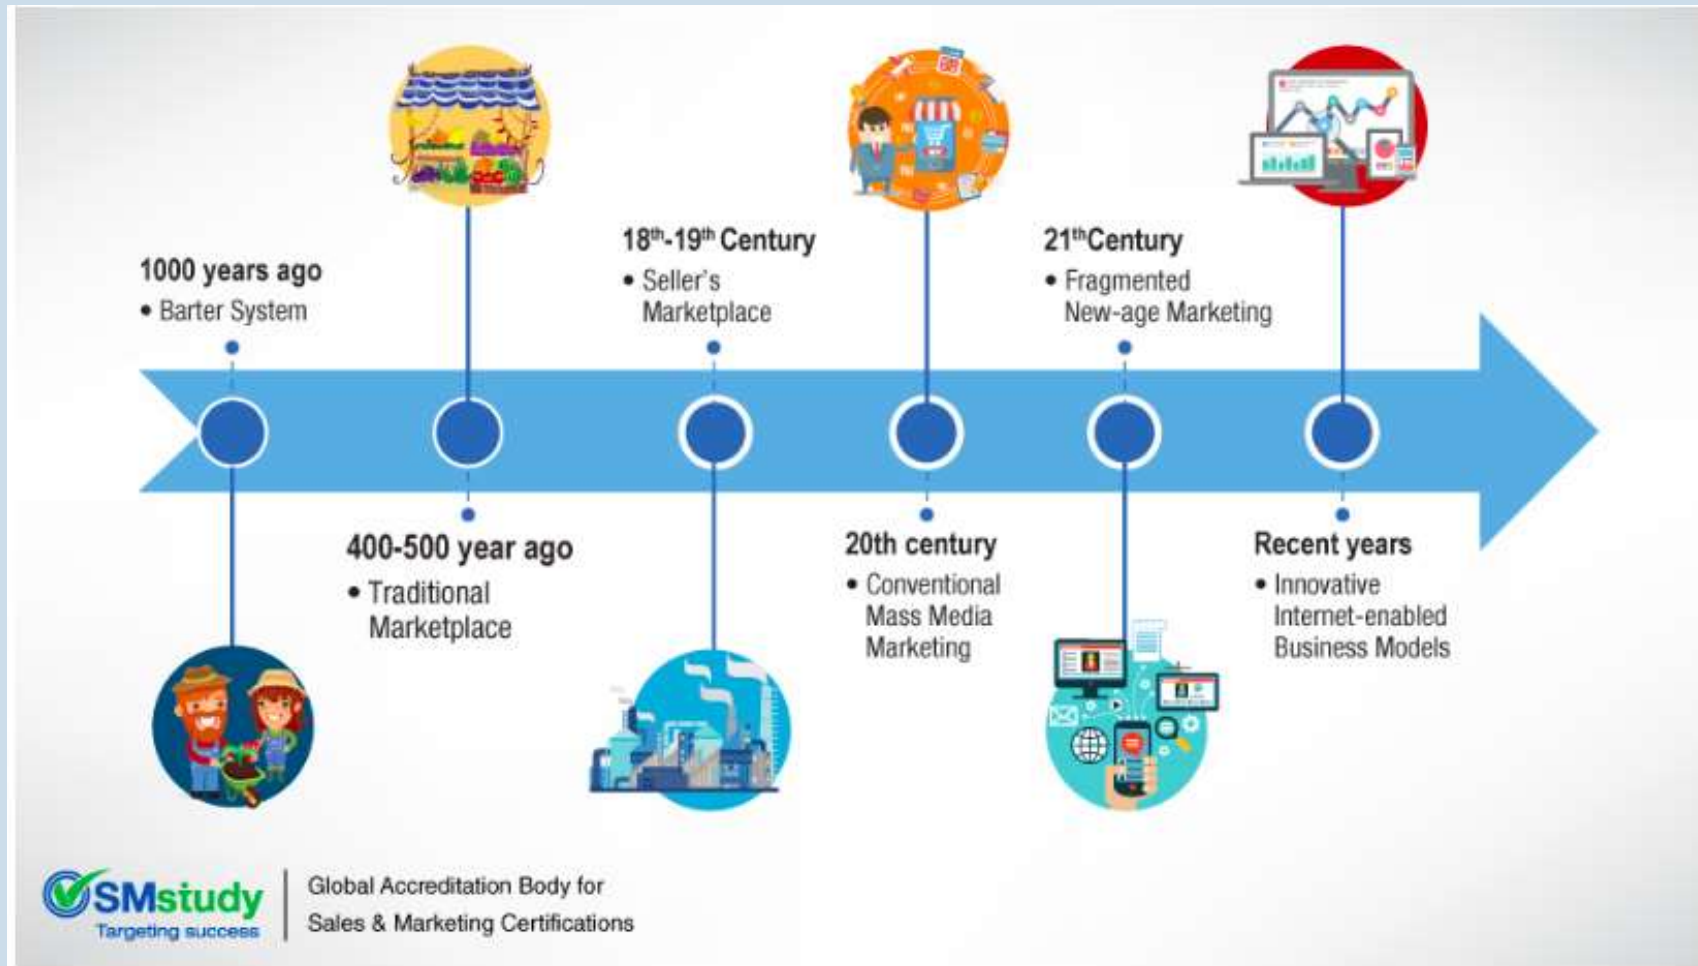 1000 years ago
• Barter System
400-500 year ago
• Traditional
Marketplace
18th-19th Century
• Seller's
Marketplace
20th century
• Conventional
Mass Media
Marketing
21thCentury
• Fragmented
New-age Marketing
Recent years
• Innovative
Internet-enabled
Business Models
SMstudy
Targeting success
Global Accreditation Body for
Sales & Marketing Certifications